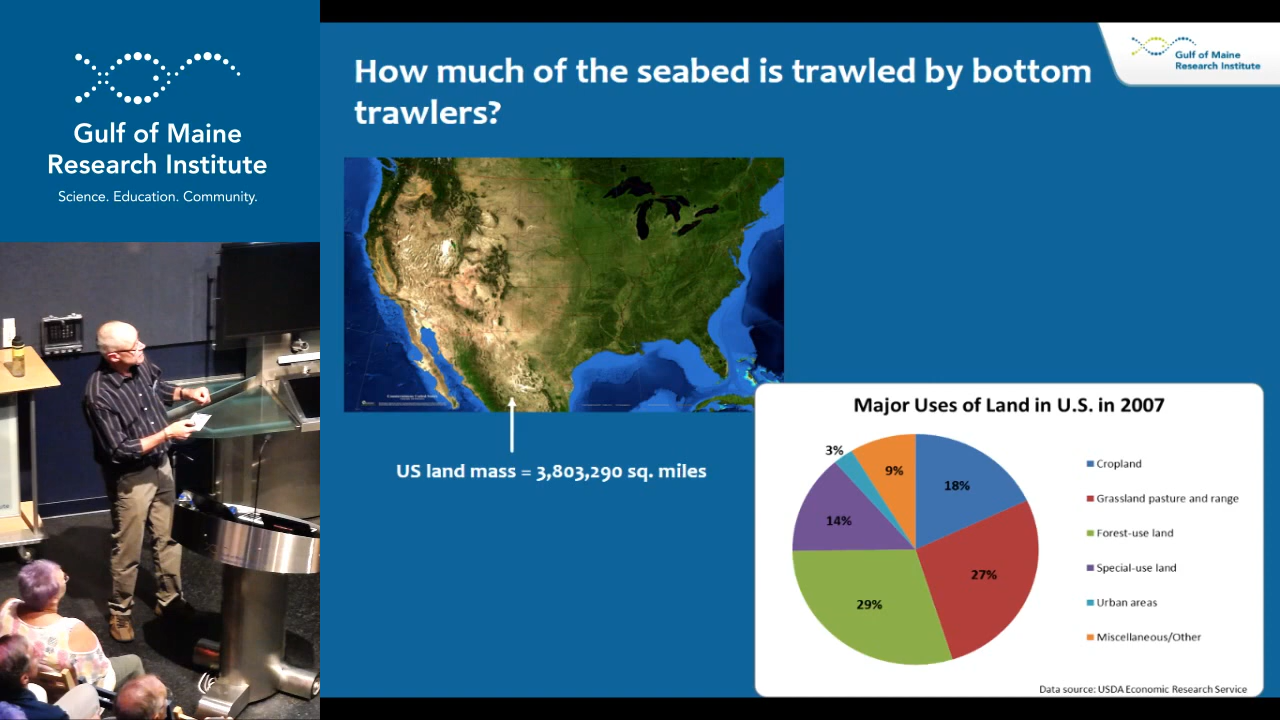 Gulf of Maine
Research Institute
Science. Education. Community.
How much of the seabed is trawled by bottom
trawlers?
Gulf of Maine
Research Institute
US land mass = 3,803,290 sq. miles
Major Uses of Land in U.S. in 2007
3%
9%
18%
14%
27%
29%
Cropland
Grassland pasture and range
Forest-use land
Special-use land
Urban areas
Miscellaneous/Other
Data source: USDA Economic Research Service